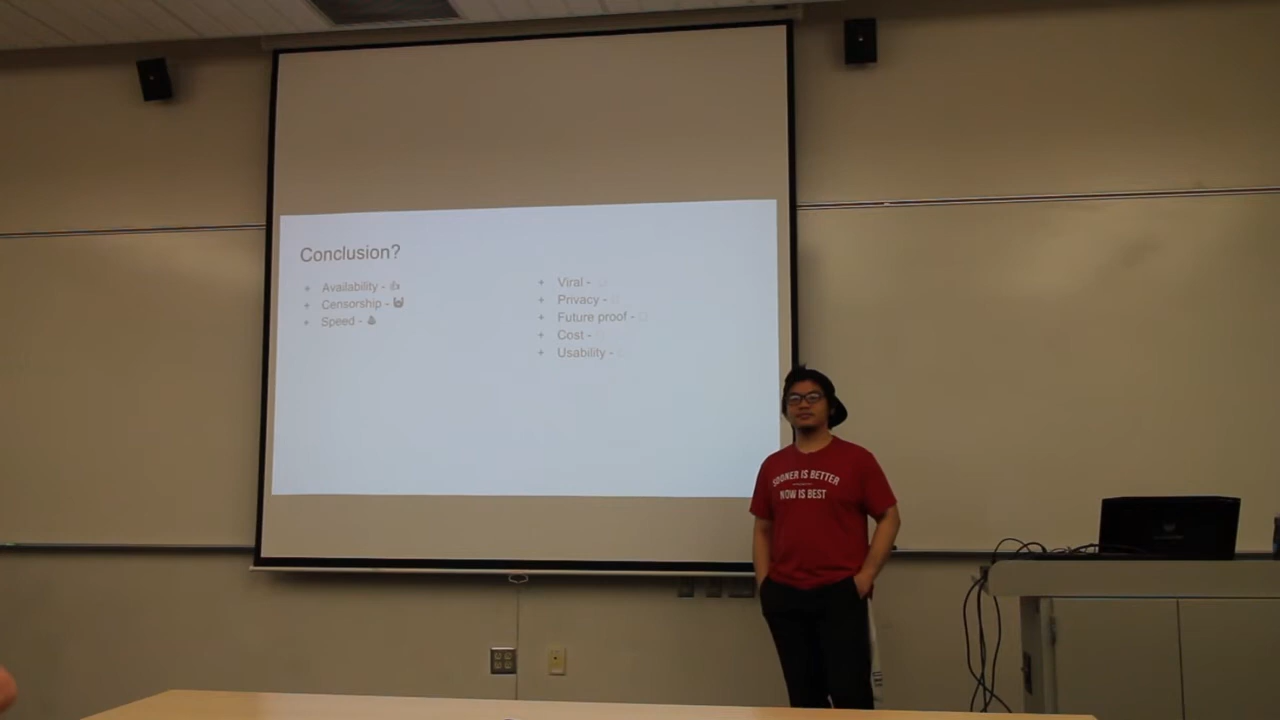 Conclusion?
+ Availability - 👍
+ Censorship -
+ Speed -
+ Viral -
+ Privacy -
+ Future proof -
+ Cost -
+ Usability -
SOONER IS BETTER
NOW IS BEST